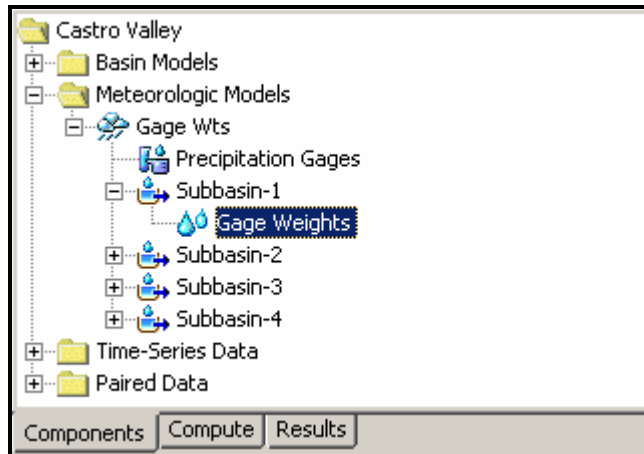 Castro Valley
Basin Models
Meteorologic Models
Gage Wts
Precipitation Gages
Subbasin-1
Gage Weights
Subbasin-2
Subbasin-3
Subbasin-4
Time-Series Data
Paired Data
Components Compute Results